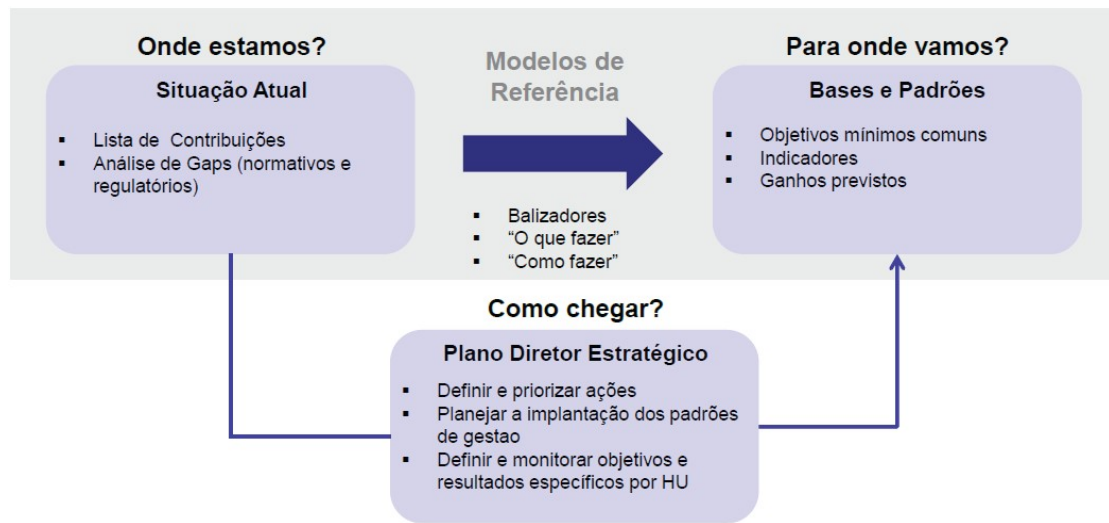 Onde estamos?
Situação Atual
▪ Lista de Contribuições
▪ Análise de Gaps (normativos e
regulatórios)
Modelos de
Referência
▪ Balizadores
▪ “O que fazer”
▪ “Como fazer”
Para onde vamos?
Bases e Padrões
▪ Objetivos mínimos comuns
▪ Indicadores
▪ Ganhos previstos
Como chegar?
Plano Diretor Estratégico
▪ Definir e priorizar ações
▪ Planejar a implantação dos padrões
de gestao
▪ Definir e monitorar objetivos e
resultados específicos por HU